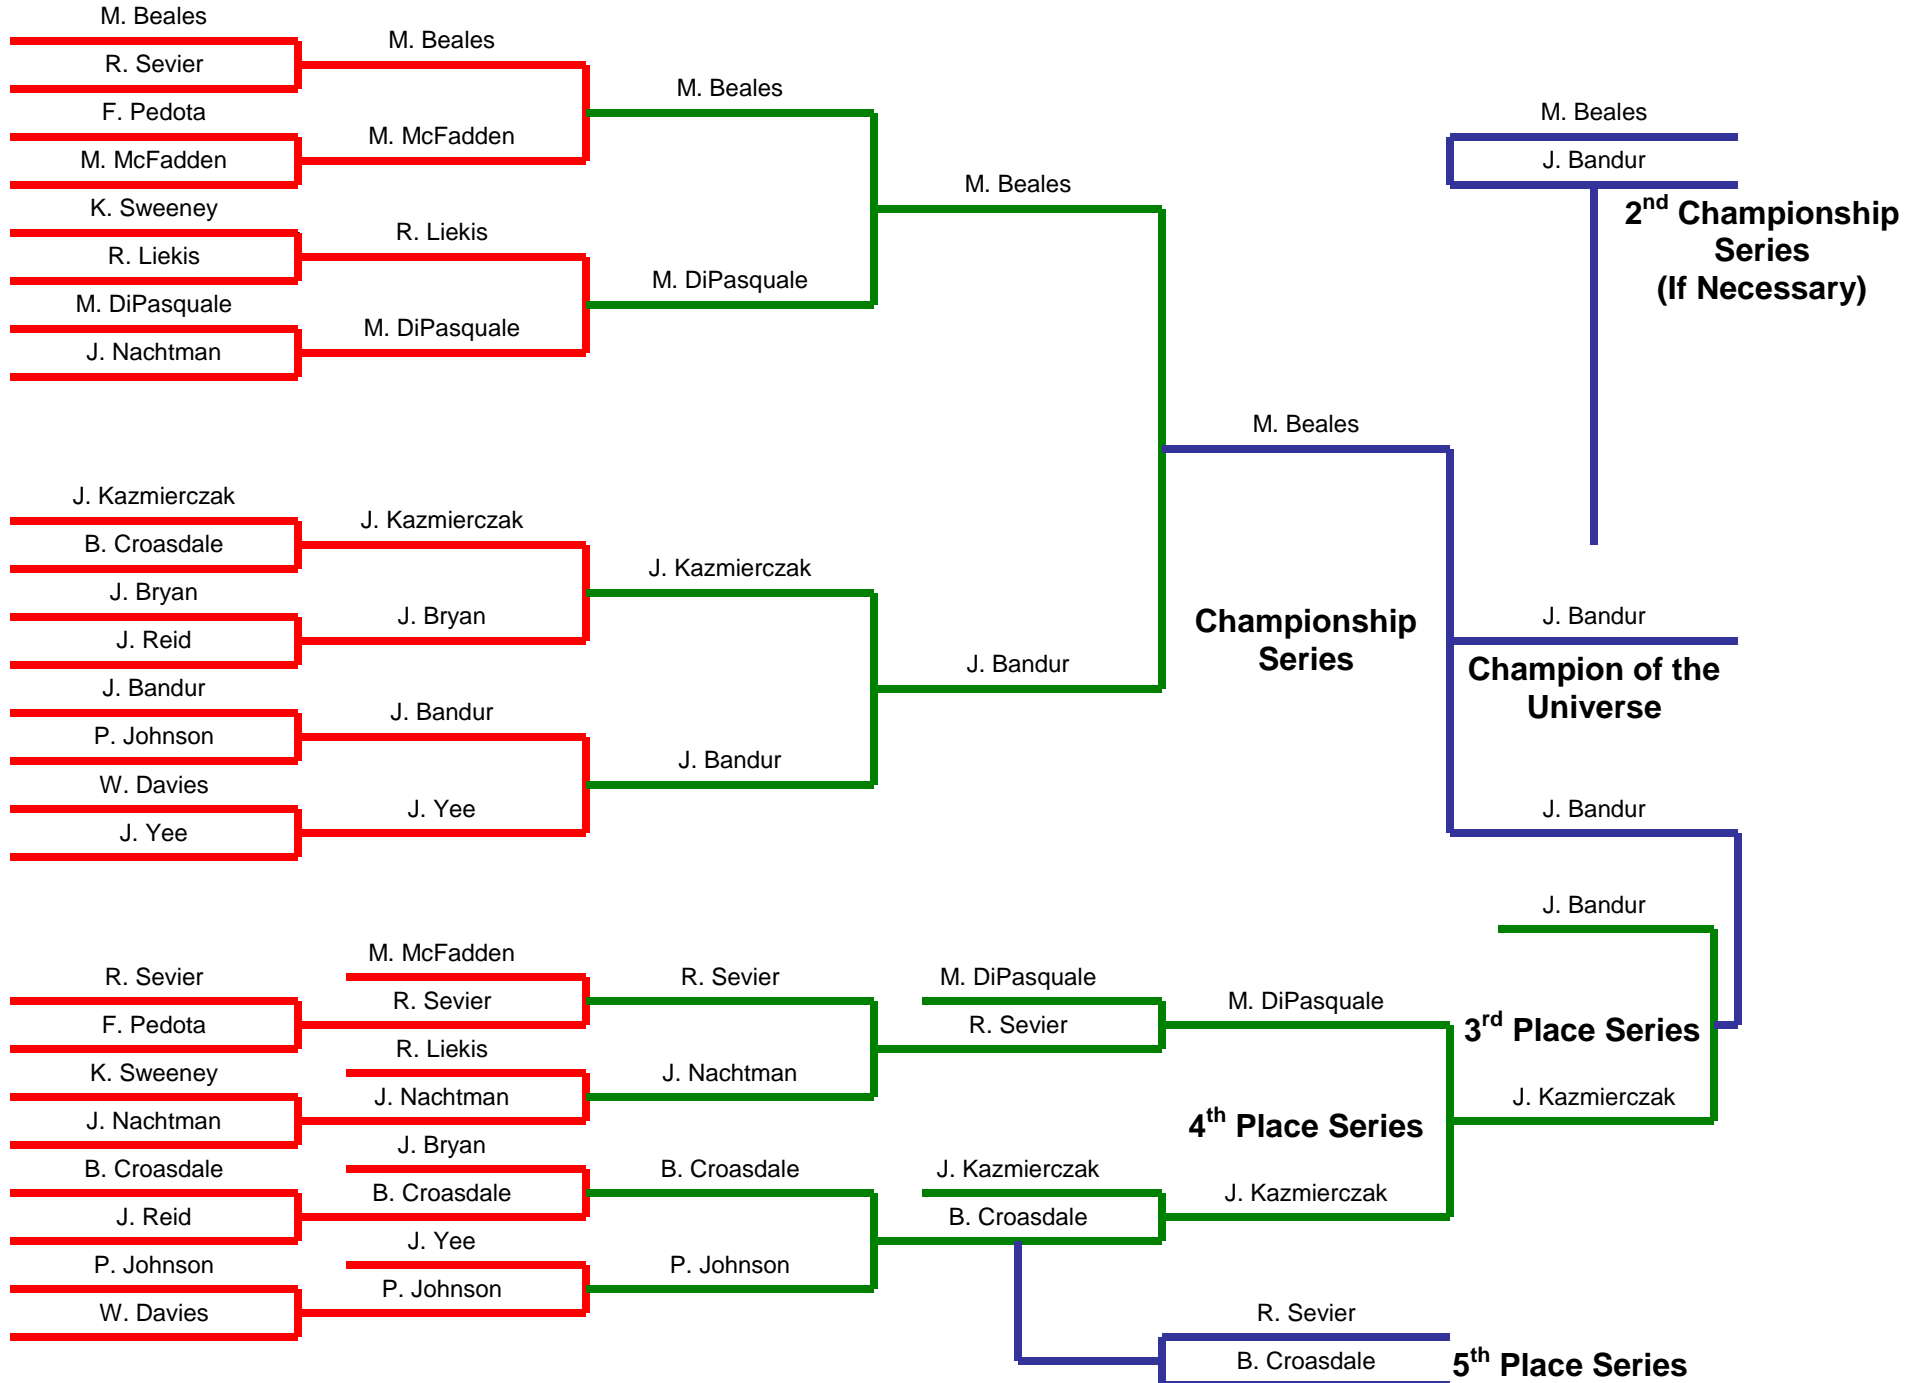 M. Beales
R. Sevier
F. Pedota
M. McFadden
K. Sweeney
R. Liekis
M. DiPasquale
J. Nachtman
M. Beales
M. McFadden
R. Liekis
M. DiPasquale
M. Beales
M. DiPasquale
M. Beales
J. Kazmierczak
B. Croasdale
J. Bryan
J. Reid
J. Bandur
P. Johnson
W. Davies
J. Yee
J. Kazmierczak
J. Bryan
J. Bandur
J. Yee
J. Kazmierczak
J. Bandur
J. Bandur
M. Beales
Championship
Series
M. Beales
J. Bandur
2nd Championship
Series
(If Necessary)
J. Bandur
Champion of the
Universe
J. Bandur
R. Sevier
F. Pedota
K. Sweeney
J. Nachtman
B. Croasdale
J. Reid
P. Johnson
W. Davies
M. McFadden
R. Sevier
R. Liekis
J. Nachtman
J. Bryan
B. Croasdale
J. Yee
P. Johnson
R. Sevier
J. Nachtman
B. Croasdale
P. Johnson
M. DiPasquale
R. Sevier
J. Kazmierczak
B. Croasdale
M. DiPasquale
4th Place Series
J. Kazmierczak
J. Bandur
3rd Place Series
J. Kazmierczak
R. Sevier
B. Croasdale
5th Place Series